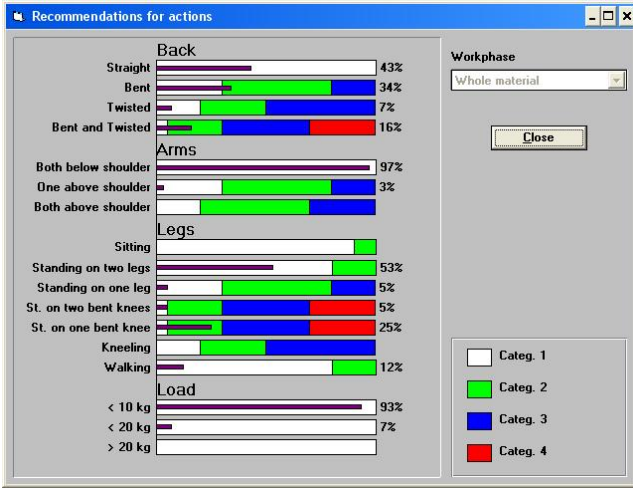 Recommendations for actions
Back
Straight 43%
Bent 34%
Twisted 7%
Bent and Twisted 16%
Arms
Both below shoulder 97%
One above shoulder 3%
Both above shoulder
Legs
Sitting
Standing on two legs 53%
Standing on one leg 5%
St. on two bent knees 5%
St. on one bent knee 25%
Kneeling
Walking 12%
Load
< 10 kg 93%
< 20 kg 7%
> 20 kg
Workphase
Whole material
Close
Categ. 1
Categ. 2
Categ. 3
Categ. 4